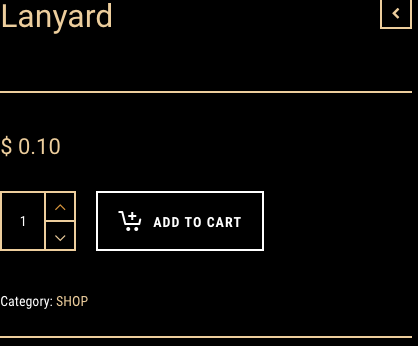 Lanyard
$ 0.10
1
ADD TO CART
Category: SHOP